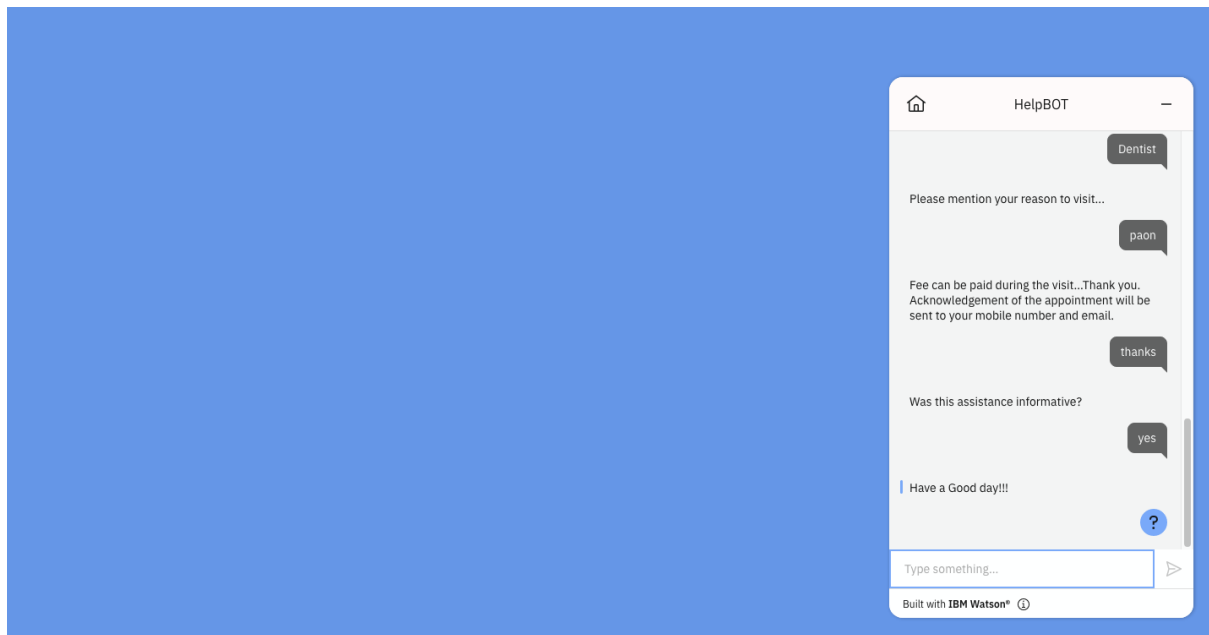 HelpBOT
Dentist
Please mention your reason to visit...
paon
Fee can be paid during the visit...Thank you.
Acknowledgement of the appointment will be
sent to your mobile number and email.
thanks
Was this assistance informative?
yes
Have a Good day!!!
?
Type something...
Built with IBM Watson®